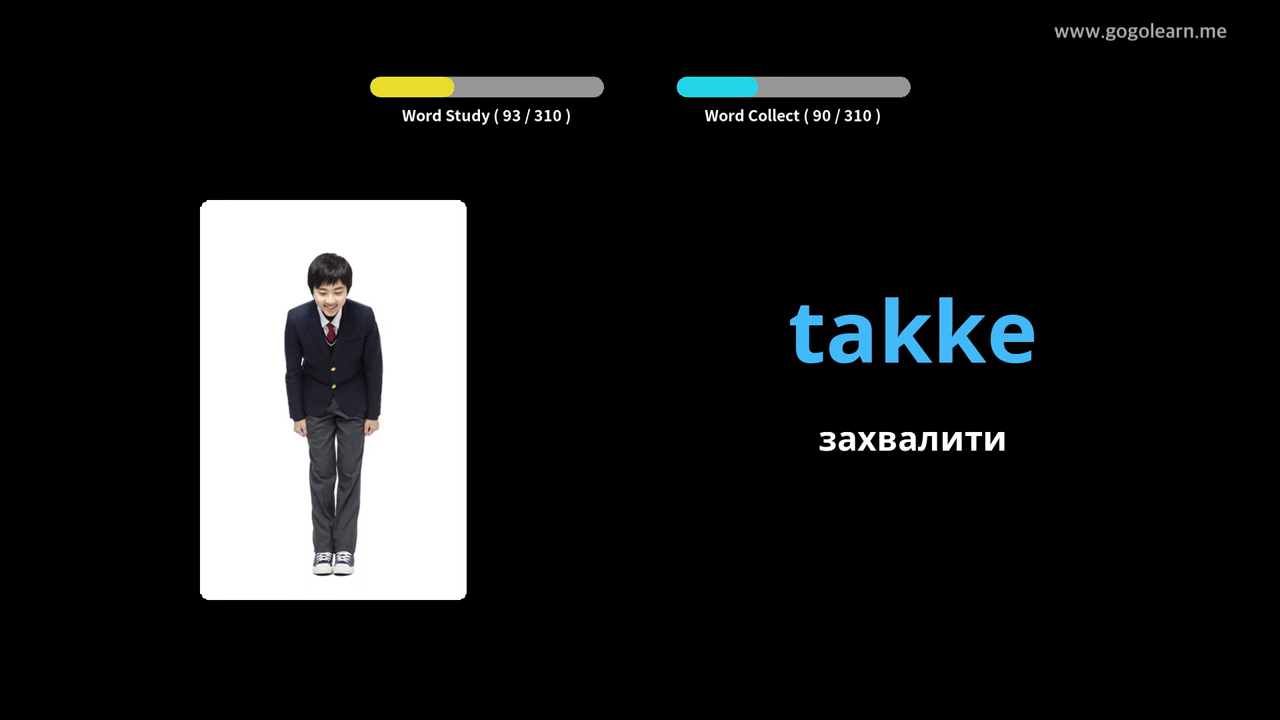 www.gogolearn.me
Word Study ( 93 / 310 )
Word Collect ( 90 / 310 )
takke
захвалити